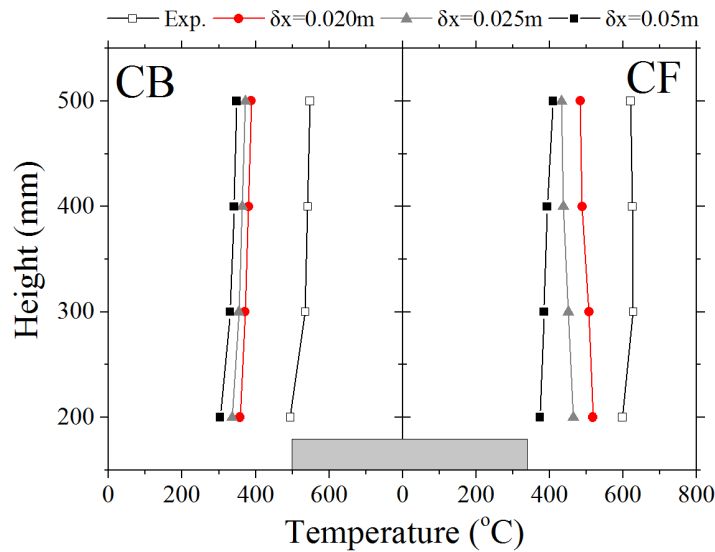 Exp. δx=0.020m δx=0.025m δx=0.05m
CB CF
500
400
300
200
Height (mm)
0 200 400 600 0 200 400 600 800
Temperature (°C)